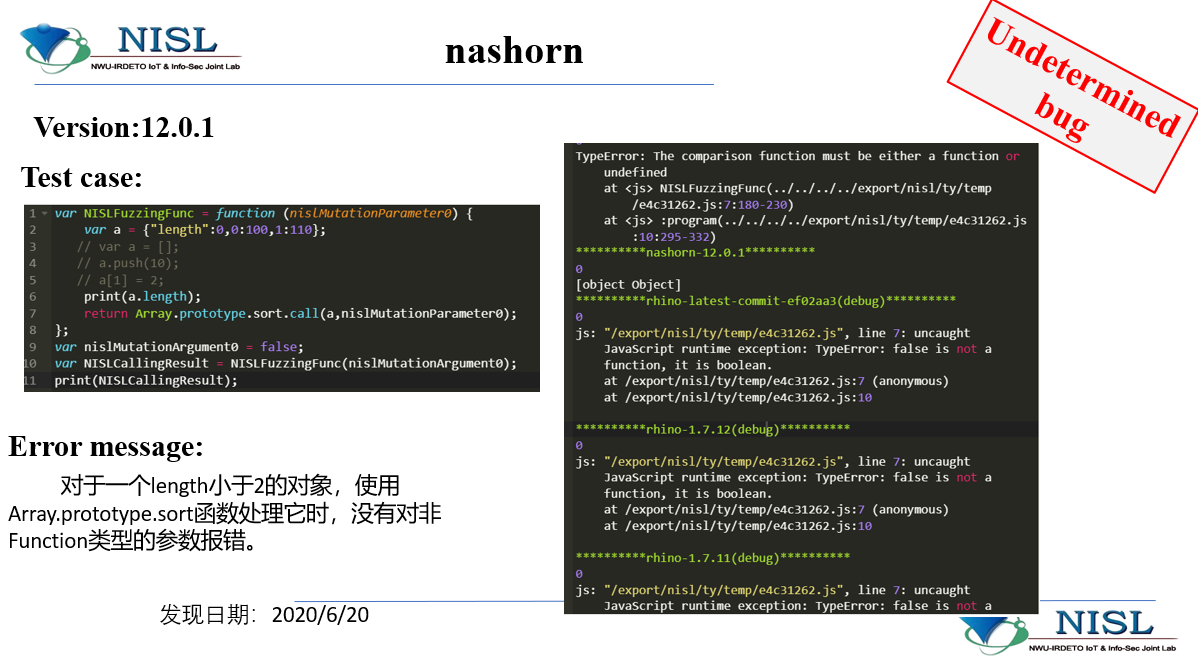 NISL
NWU-IRDETO IoT & Info-Sec Joint Lab
nashorn
Undetermined
bug
Version:12.0.1
Test case:
1 var NISLFuzzingFunc = function (nislMutationParameter0) {
2 var a = {"length":0,0:100,1:110};
3 // var a = [];
4 // a.push(10);
5 // a[1] = 2;
6 print(a.length);
7 return Array.prototype.sort.call(a,nislMutationParameter0);
8 };
9 var nislMutationArgument0 = false;
10 var NISLCallingResult = NISLFuzzingFunc(nislMutationArgument0);
11 print(NISLCallingResult);
Error message:
对于一个length小于2的对象，使用
Array.prototype.sort函数处理它时，没有对非
Function类型的参数报错。
发现日期：2020/6/20
TypeError: The comparison function must be either a function or
undefined
at <js> NISLFuzzingFunc(../../../../export/nisl/ty/temp
/e4c31262.js:7:180-230)
at <js> :program(../../../../export/nisl/ty/temp/e4c31262.js
:10:295-332)
**********nashorn-12.0.1**********
0
[object Object]
**********rhino-latest-commit-ef02aa3(debug)**********
0
js: "/export/nisl/ty/temp/e4c31262.js", line 7: uncaught
JavaScript runtime exception: TypeError: false is not a
function, it is boolean.
at /export/nisl/ty/temp/e4c31262.js:7 (anonymous)
at /export/nisl/ty/temp/e4c31262.js:10
**********rhino-1.7.12(debug)**********
0
js: "/export/nisl/ty/temp/e4c31262.js", line 7: uncaught
JavaScript runtime exception: TypeError: false is not a
function, it is boolean.
at /export/nisl/ty/temp/e4c31262.js:7 (anonymous)
at /export/nisl/ty/temp/e4c31262.js:10
**********rhino-1.7.11(debug)**********
0
js: "/export/nisl/ty/temp/e4c31262.js", line 7: uncaught
JavaScript runtime exception: TypeError: false is not a
NISL
NWU-IRDETO IoT & Info-Sec Joint Lab